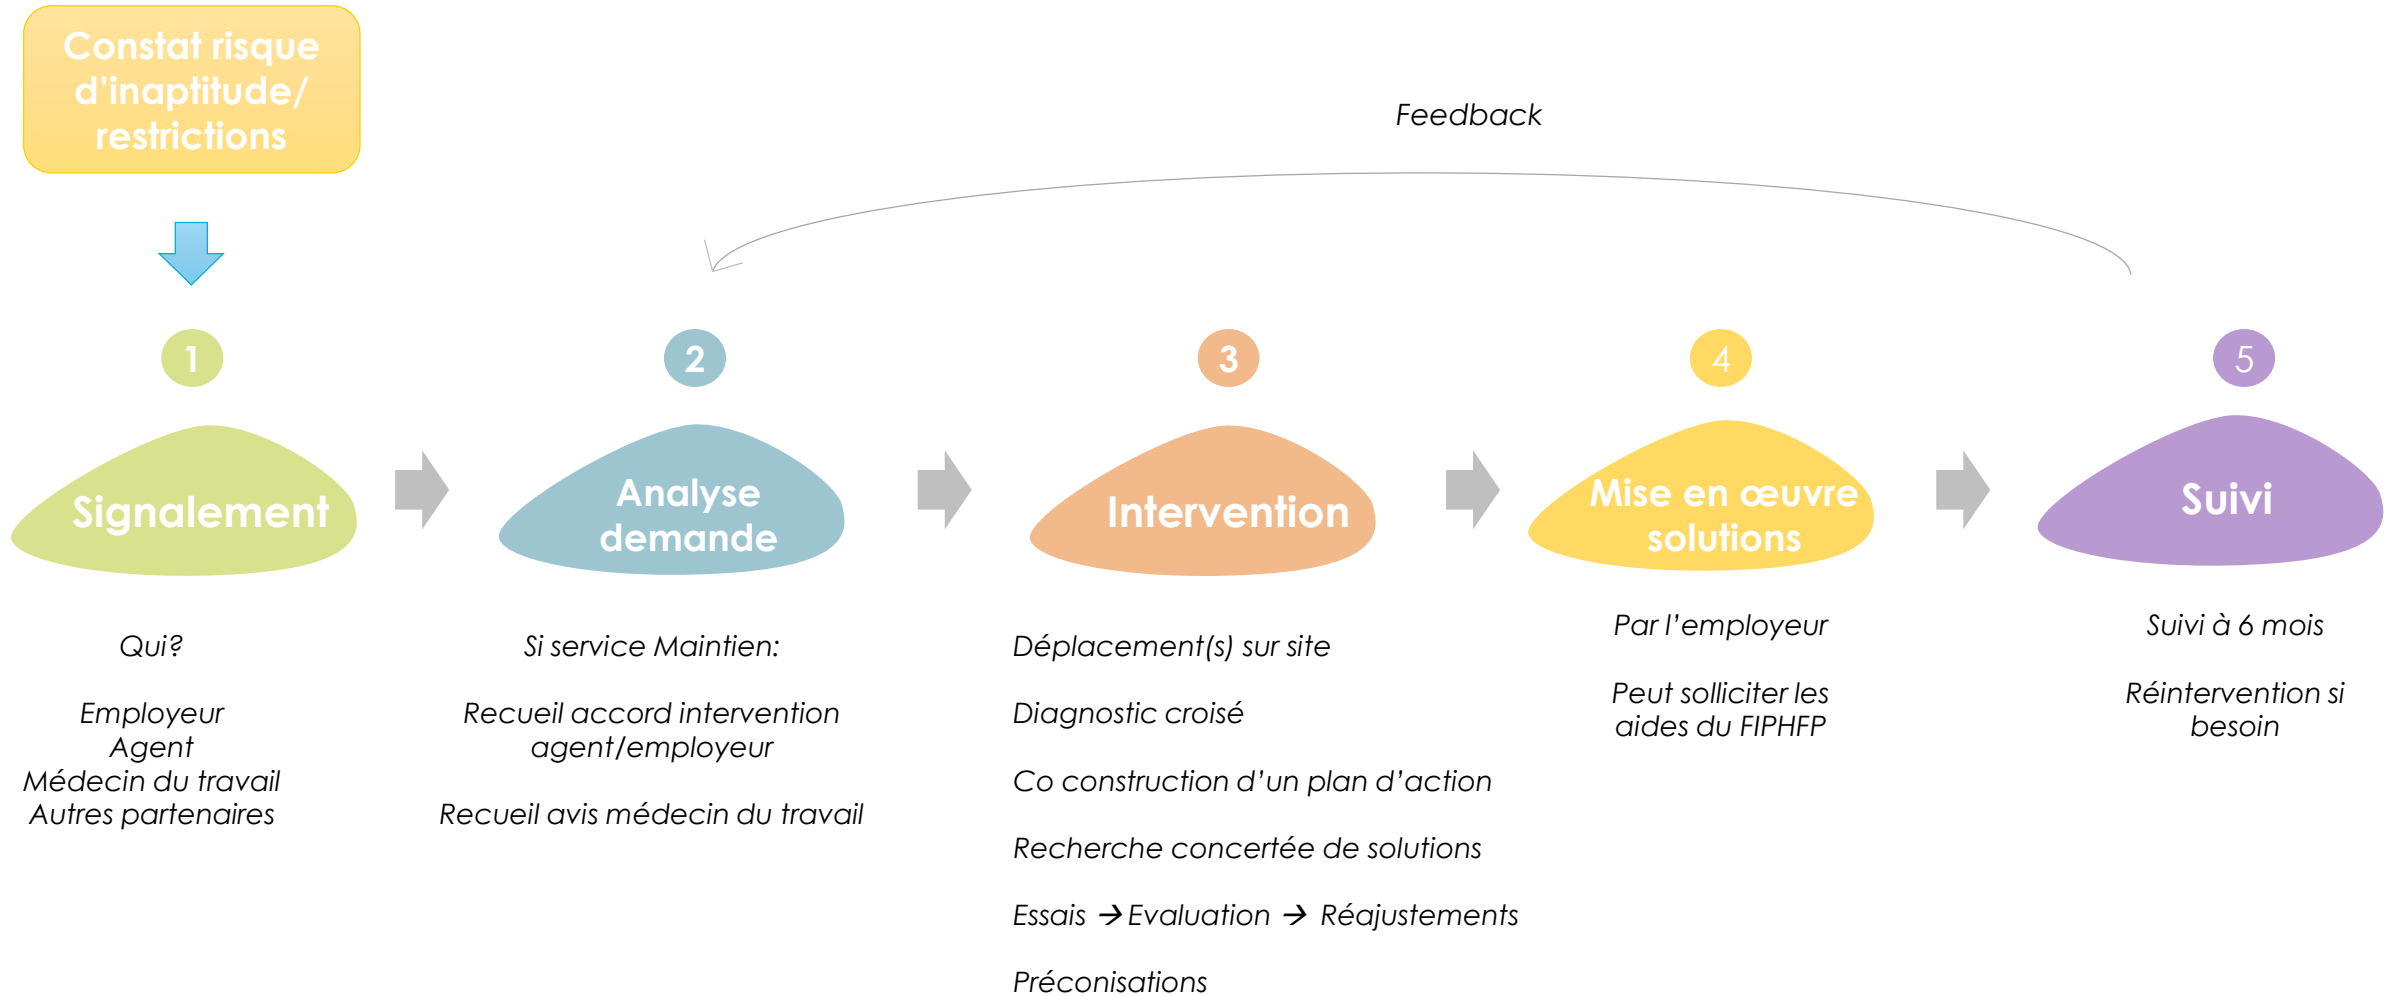 Constat risque
d’inaptitude/
restrictions
Feedback
1
2
3
4
5
Signalement
Analyse
demande
Intervention
Mise en œuvre
solutions
Suivi
Qui?
Employeur
Agent
Médecin du travail
Autres partenaires
Si service Maintien:
Recueil accord intervention
agent/employeur
Recueil avis médecin du travail
Déplacement(s) sur site
Diagnostic croisé
Co construction d’un plan d’action
Recherche concertée de solutions
Essais → Evaluation → Réajustements
Préconisations
Par l’employeur
Peut solliciter les
aides du FIPHFP
Suivi à 6 mois
Réintervention si
besoin